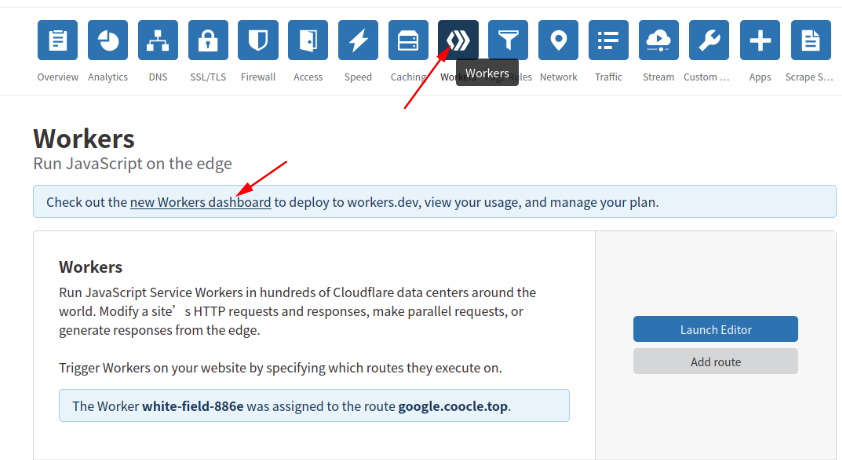 Overview Analytics DNS SSL/TLS Firewall Access Speed Caching Workers Rules Network Traffic Stream Custom ... Apps Scrape S...
Workers
Workers
Run JavaScript on the edge
Check out the new Workers dashboard to deploy to workers.dev, view your usage, and manage your plan.
Workers
Run JavaScript Service Workers in hundreds of Cloudflare data centers around the
world. Modify a site’s HTTP requests and responses, make parallel requests, or
generate responses from the edge.
Launch Editor
Add route
Trigger Workers on your website by specifying which routes they execute on.
The Worker white-field-886e was assigned to the route google.coocle.top.